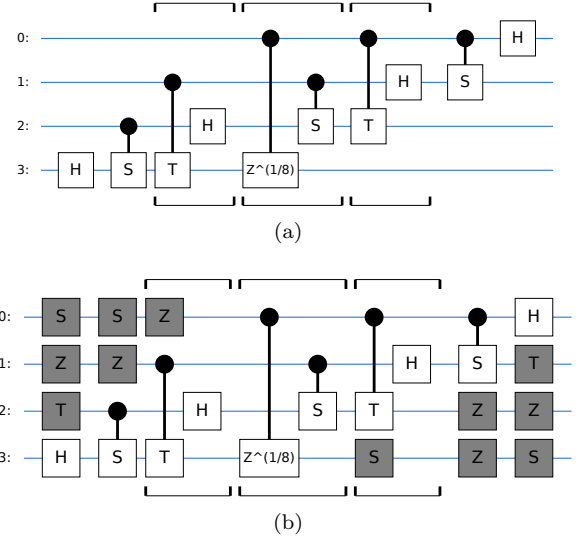 0: H
1: H S
2: H S T
3: H S T Z^(1/8)
(a)
0: S S Z H
1: Z Z H S T
2: T H S T Z Z
3: H S T Z^(1/8) S Z S
(b)